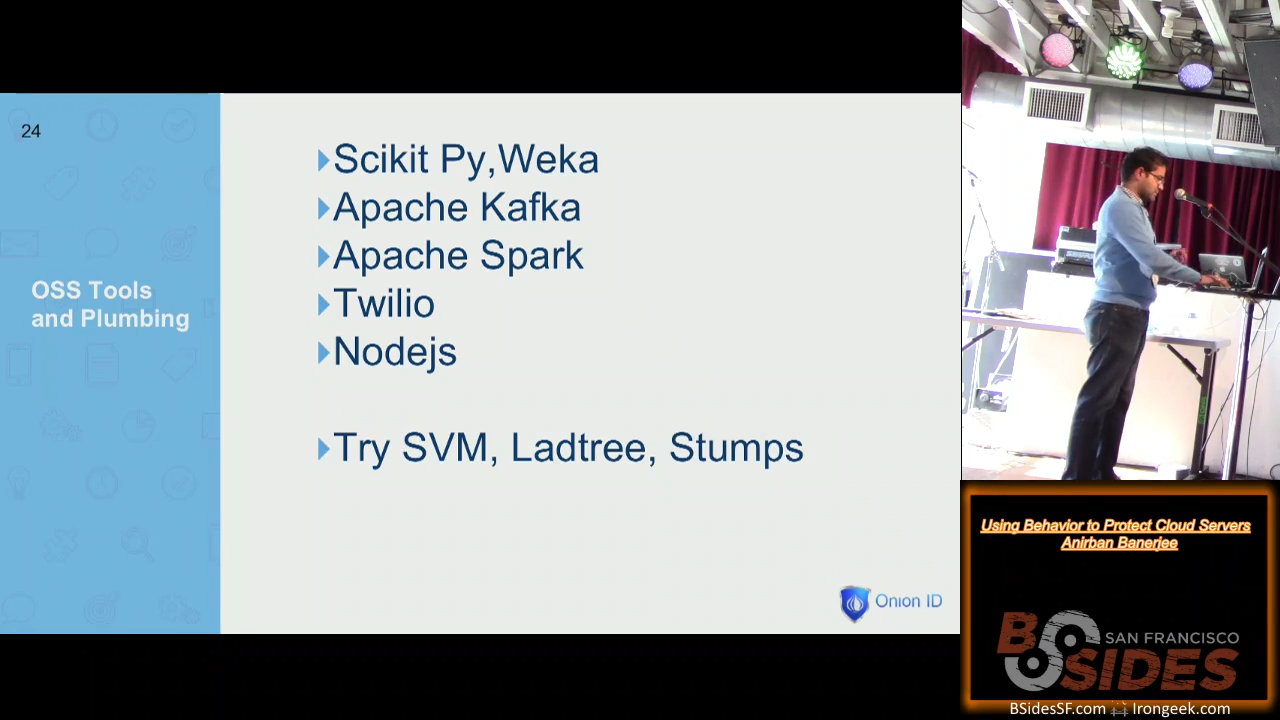 24
OSS Tools
and Plumbing
Scikit Py,Weka
Apache Kafka
Apache Spark
Twilio
Nodejs
Try SVM, Ladtree, Stumps
Onion ID
Using Behavior to Protect Cloud Servers
Anirban Banerjee
BSIDES
SAN FRANCISCO
BSidesSF.com Irongeek.com